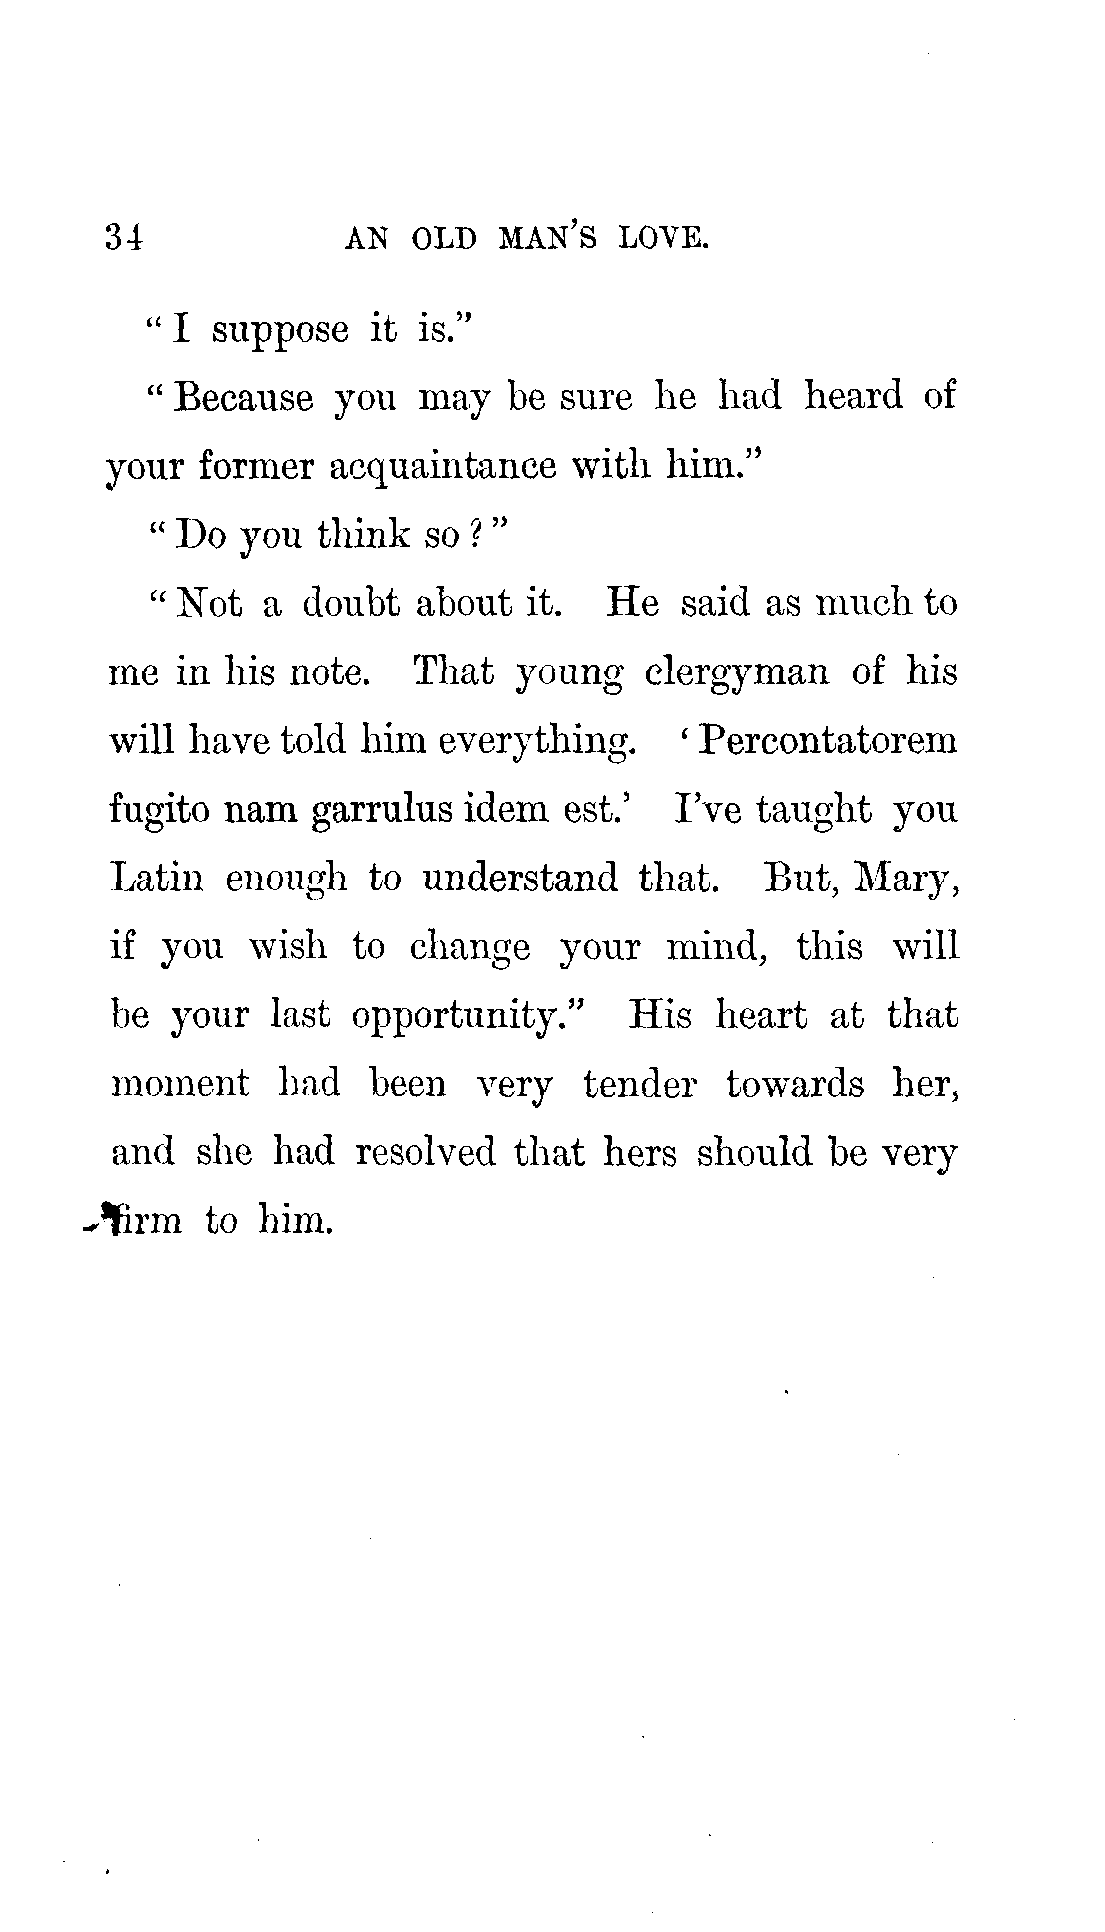 34 AN OLD MAN'S LOVE.
“I suppose it is.”
“Because you may be sure he had heard of
your former acquaintance with him.”
“Do you think so?”
“Not a doubt about it. He said as much to
me in his note. That young clergyman of his
will have told him everything. ‘Percontatorem
fugito nam garrulus idem est.’ I've taught you
Latin enough to understand that. But, Mary,
if you wish to change your mind, this will
be your last opportunity.” His heart at that
moment had been very tender towards her,
and she had resolved that hers should be very
firm to him.